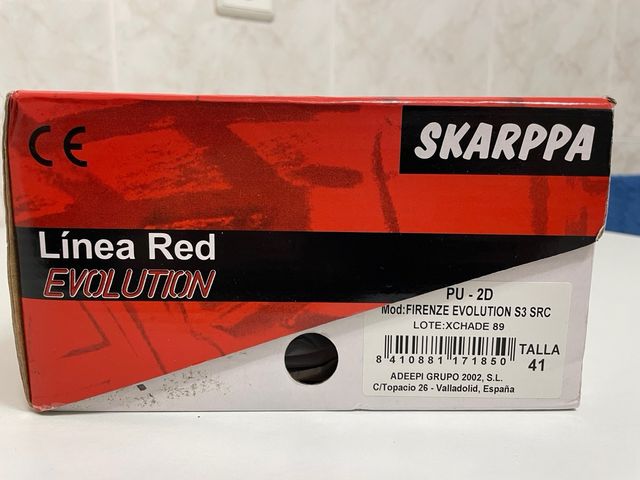 CE
SKARPPA
Línea Red
EVOLUTION
PU - 2D
Mod:FIRENZE EVOLUTION S3 SRC
LOTE:XCHADE 89
8 410881 171850
TALLA
41
ADEEPI GRUPO 2002, S.L.
C/Topacio 26 - Valladolid, España